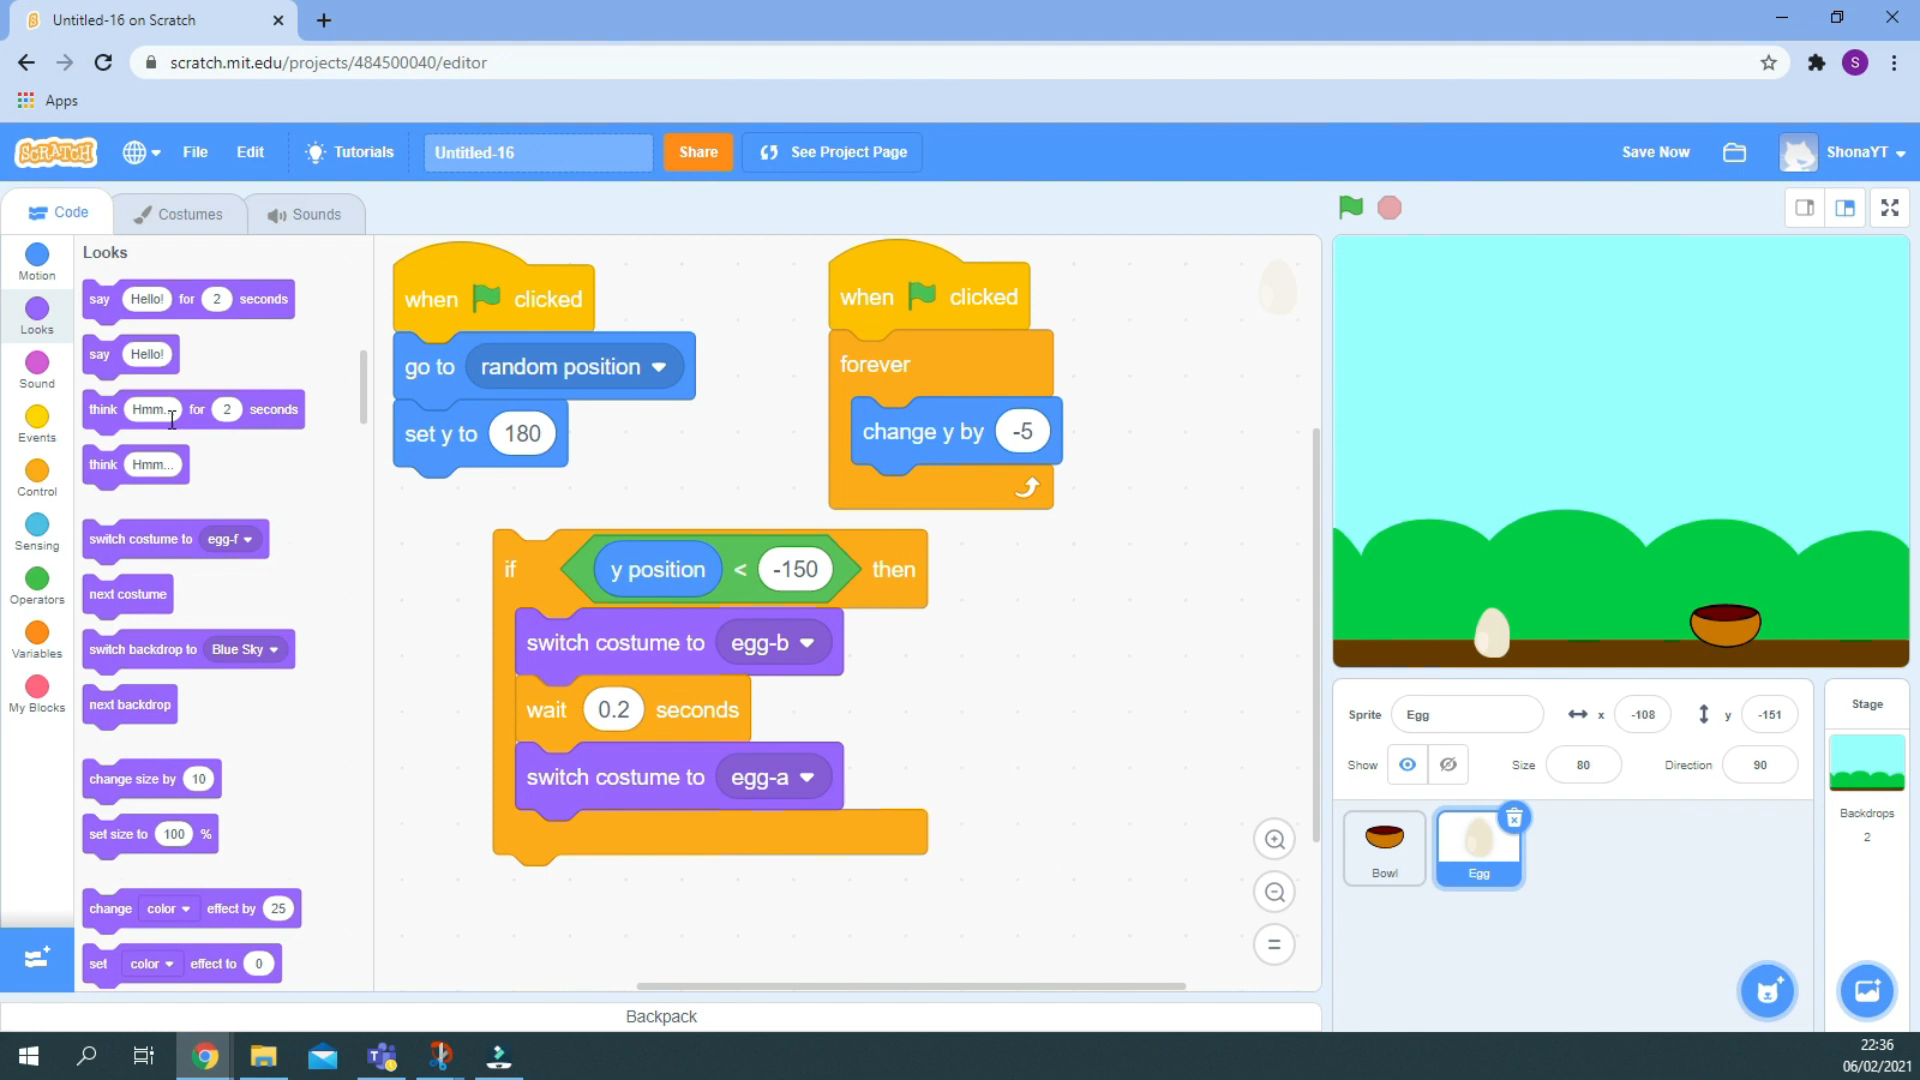 Untitled-16 on Scratch
scratch.mit.edu/projects/484500040/editor
S
Apps
SCRATCH
File
Edit
Tutorials
Untitled-16
Share
See Project Page
Save Now
ShonaYT
Code
Costumes
Sounds
Motion
Looks
Sound
Events
Control
Sensing
Operators
Variables
My Blocks
Looks
say Hello! for 2 seconds
say Hello!
think Hmm... for 2 seconds
think Hmm...
switch costume to egg-f
next costume
switch backdrop to Blue Sky
next backdrop
change size by 10
set size to 100 %
change color effect by 25
set color effect to 0
when clicked
go to random position
set y to 180
when clicked
forever
change y by -5
if y position < -150 then
switch costume to egg-b
wait 0.2 seconds
switch costume to egg-a
Backpack
Sprite Egg x -108 y -151
Show Size 80 Direction 90
Bowl
Egg
Stage
Backdrops
2
22:36
06/02/2021